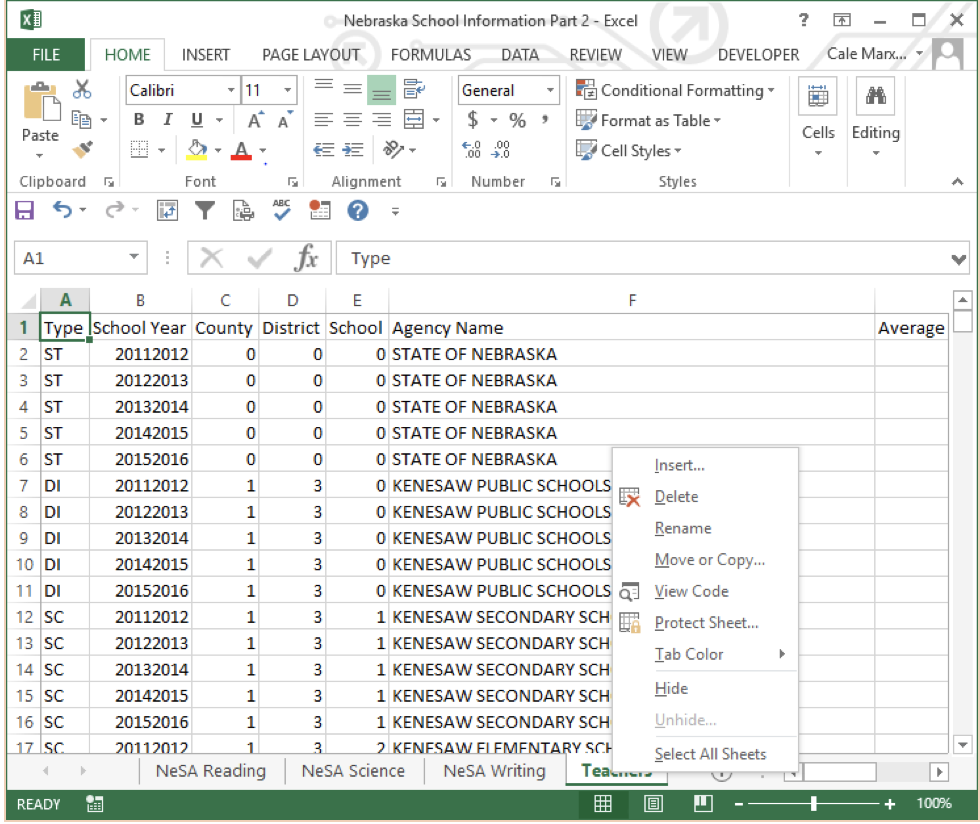 Nebraska School Information Part 2 - Excel ?
FILE HOME INSERT PAGE LAYOUT FORMULAS DATA REVIEW VIEW DEVELOPER Cale Marx...
Calibri 11 General Conditional Formatting
B I U A A $ % , Format as Table
Paste Cells Editing
A .00 .00 Cell Styles
Clipboard Font Alignment Number Styles
ABC ?
A1 fx Type
A B C D E F
1 Type School Year County District School Agency Name Average
2 ST 20112012 0 0 0 STATE OF NEBRASKA
3 ST 20122013 0 0 0 STATE OF NEBRASKA
4 ST 20132014 0 0 0 STATE OF NEBRASKA
5 ST 20142015 0 0 0 STATE OF NEBRASKA
6 ST 20152016 0 0 0 STATE OF NEBRASKA
7 DI 20112012 1 3 0 KENESAW PUBLIC SCHOOLS
8 DI 20122013 1 3 0 KENESAW PUBLIC SCHOOLS
9 DI 20132014 1 3 0 KENESAW PUBLIC SCHOOLS
10 DI 20142015 1 3 0 KENESAW PUBLIC SCHOOLS
11 DI 20152016 1 3 0 KENESAW PUBLIC SCHOOLS
12 SC 20112012 1 3 1 KENESAW SECONDARY SCH
13 SC 20122013 1 3 1 KENESAW SECONDARY SCH
14 SC 20132014 1 3 1 KENESAW SECONDARY SCH
15 SC 20142015 1 3 1 KENESAW SECONDARY SCH
16 SC 20152016 1 3 1 KENESAW SECONDARY SCH
17 SC 20112012 1 3 2 KENESAW ELEMENTARY SCH
Insert...
Delete
Rename
Move or Copy...
View Code
Protect Sheet...
Tab Color
Hide
Unhide...
Select All Sheets
NeSA Reading NeSA Science NeSA Writing Teachers
READY 100%